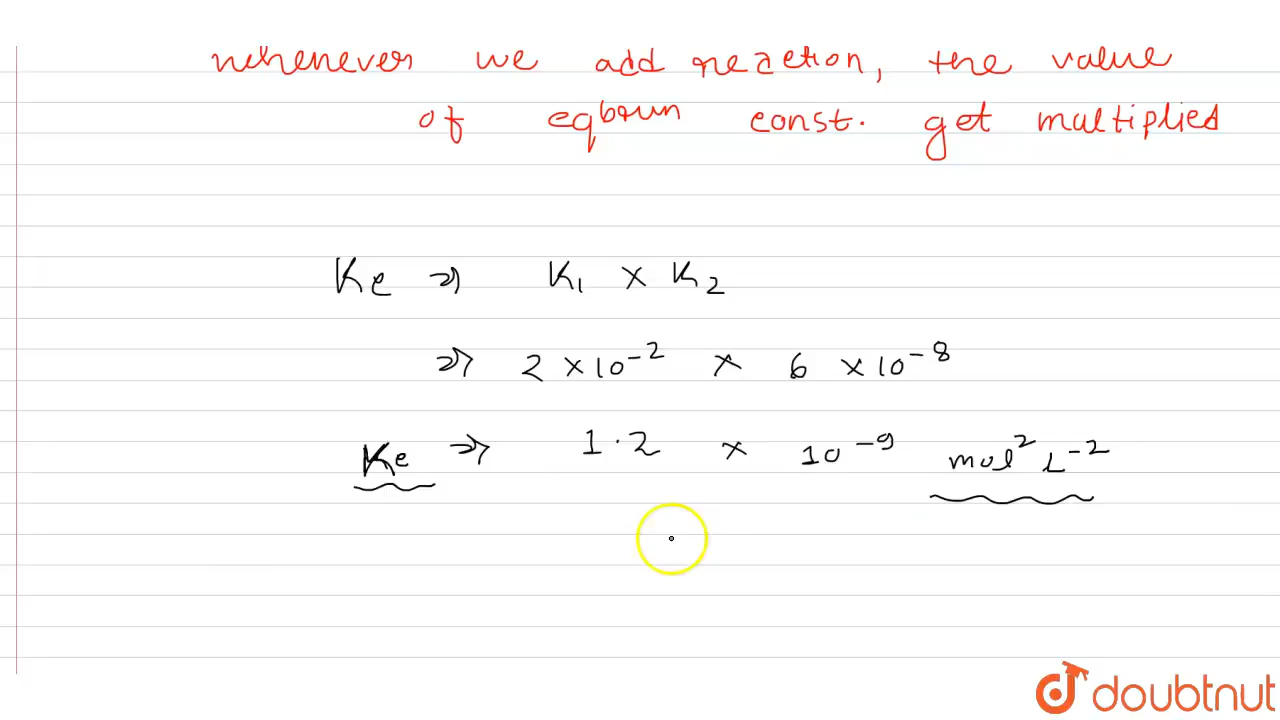 whenever we add reaction, the value
of eqbrun const. get multiplied
Ke ⇒ K₁ × K₂
⇒ 2 × 10⁻² × 6 × 10⁻⁸
Ke ⇒ 1.2 × 10⁻⁹ mol² L⁻²
doubtnut